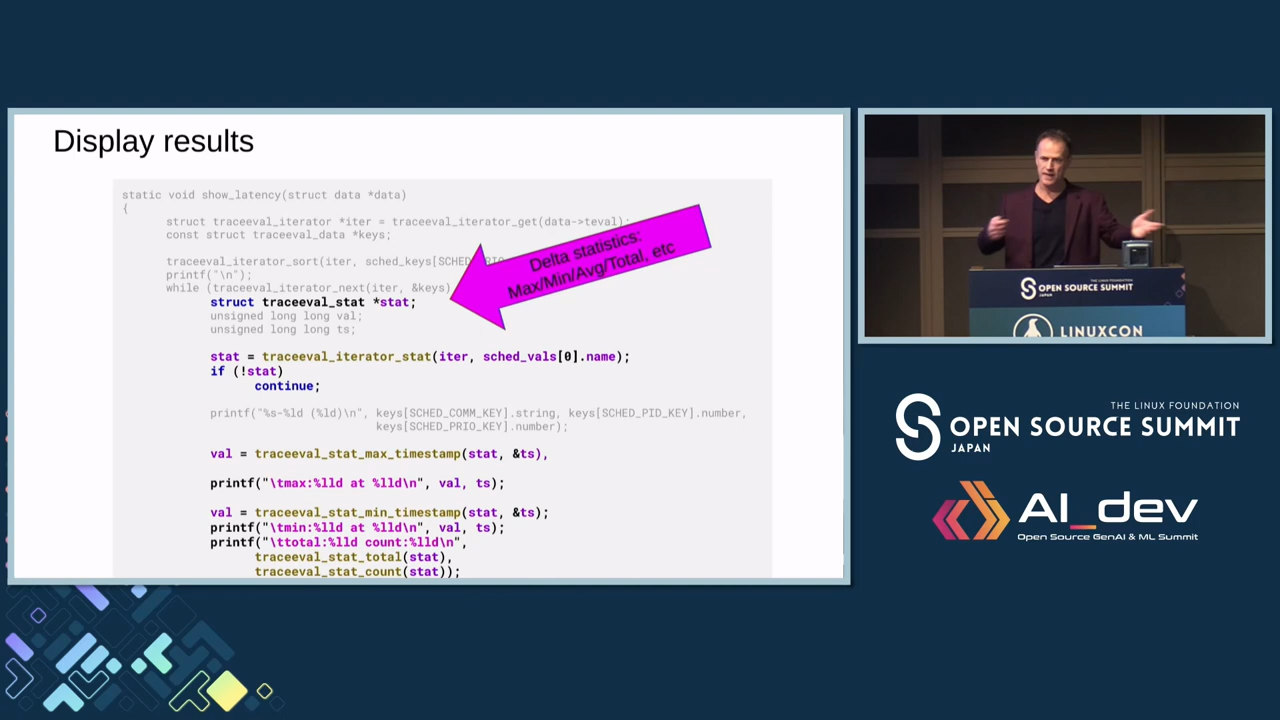 Display results
static void show_latency(struct data *data)
{
struct traceeval_iterator *iter = traceeval_iterator_get(data->teval);
const struct traceeval_data *keys;
traceeval_iterator_sort(iter, sched_keys[SCHED_PRIO
printf("\n");
while (traceeval_iterator_next(iter, &keys)
Delta statistics:
Max/Min/Avg/Total, etc
struct traceeval_stat *stat;
unsigned long long val;
unsigned long long ts;
stat = traceeval_iterator_stat(iter, sched_vals[0].name);
if (!stat)
continue;
printf("%s-%ld (%ld)\n", keys[SCHED_COMM_KEY].string, keys[SCHED_PID_KEY].number,
keys[SCHED_PRIO_KEY].number);
val = traceeval_stat_max_timestamp(stat, &ts),
printf("\tmax:%lld at %lld\n", val, ts);
val = traceeval_stat_min_timestamp(stat, &ts);
printf("\tmin:%lld at %lld\n", val, ts);
printf("\ttotal:%lld count:%lld\n",
traceeval_stat_total(stat),
traceeval_stat_count(stat));
THE LINUX FOUNDATION
OPEN SOURCE SUMMIT
JAPAN
LINUXCON
THE LINUX FOUNDATION
OPEN SOURCE SUMMIT
JAPAN
AI_dev
Open Source GenAI & ML Summit